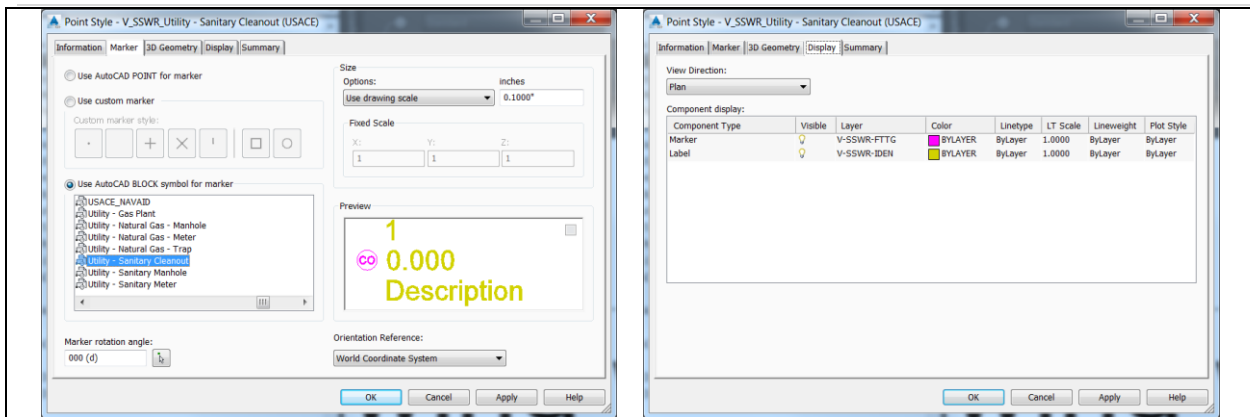 Point Style - V_SSWR_Utility - Sanitary Cleanout (USACE)
Information Marker 3D Geometry Display Summary
Use AutoCAD POINT for marker
Use custom marker
Custom marker style:
Use AutoCAD BLOCK symbol for marker
USACE_NAVAID
Utility - Gas Plant
Utility - Natural Gas - Manhole
Utility - Natural Gas - Meter
Utility - Natural Gas - Trap
Utility - Sanitary Cleanout
Utility - Sanitary Manhole
Utility - Sanitary Meter
Marker rotation angle:
000 (d)
Size
Options: inches
Use drawing scale 0.1000"
Fixed Scale
X: Y: Z:
1 1 1
Preview
1
CO 0.000
Description
Orientation Reference:
World Coordinate System
OK Cancel Apply Help
Point Style - V_SSWR_Utility - Sanitary Cleanout (USACE)
Information Marker 3D Geometry Display Summary
View Direction:
Plan
Component display:
Component Type Visible Layer Color Linetype LT Scale Lineweight Plot Style
Marker V-SSWR-FTTG BYLAYER ByLayer 1.0000 ByLayer ByLayer
Label V-SSWR-IDEN BYLAYER ByLayer 1.0000 ByLayer ByLayer
OK Cancel Apply Help